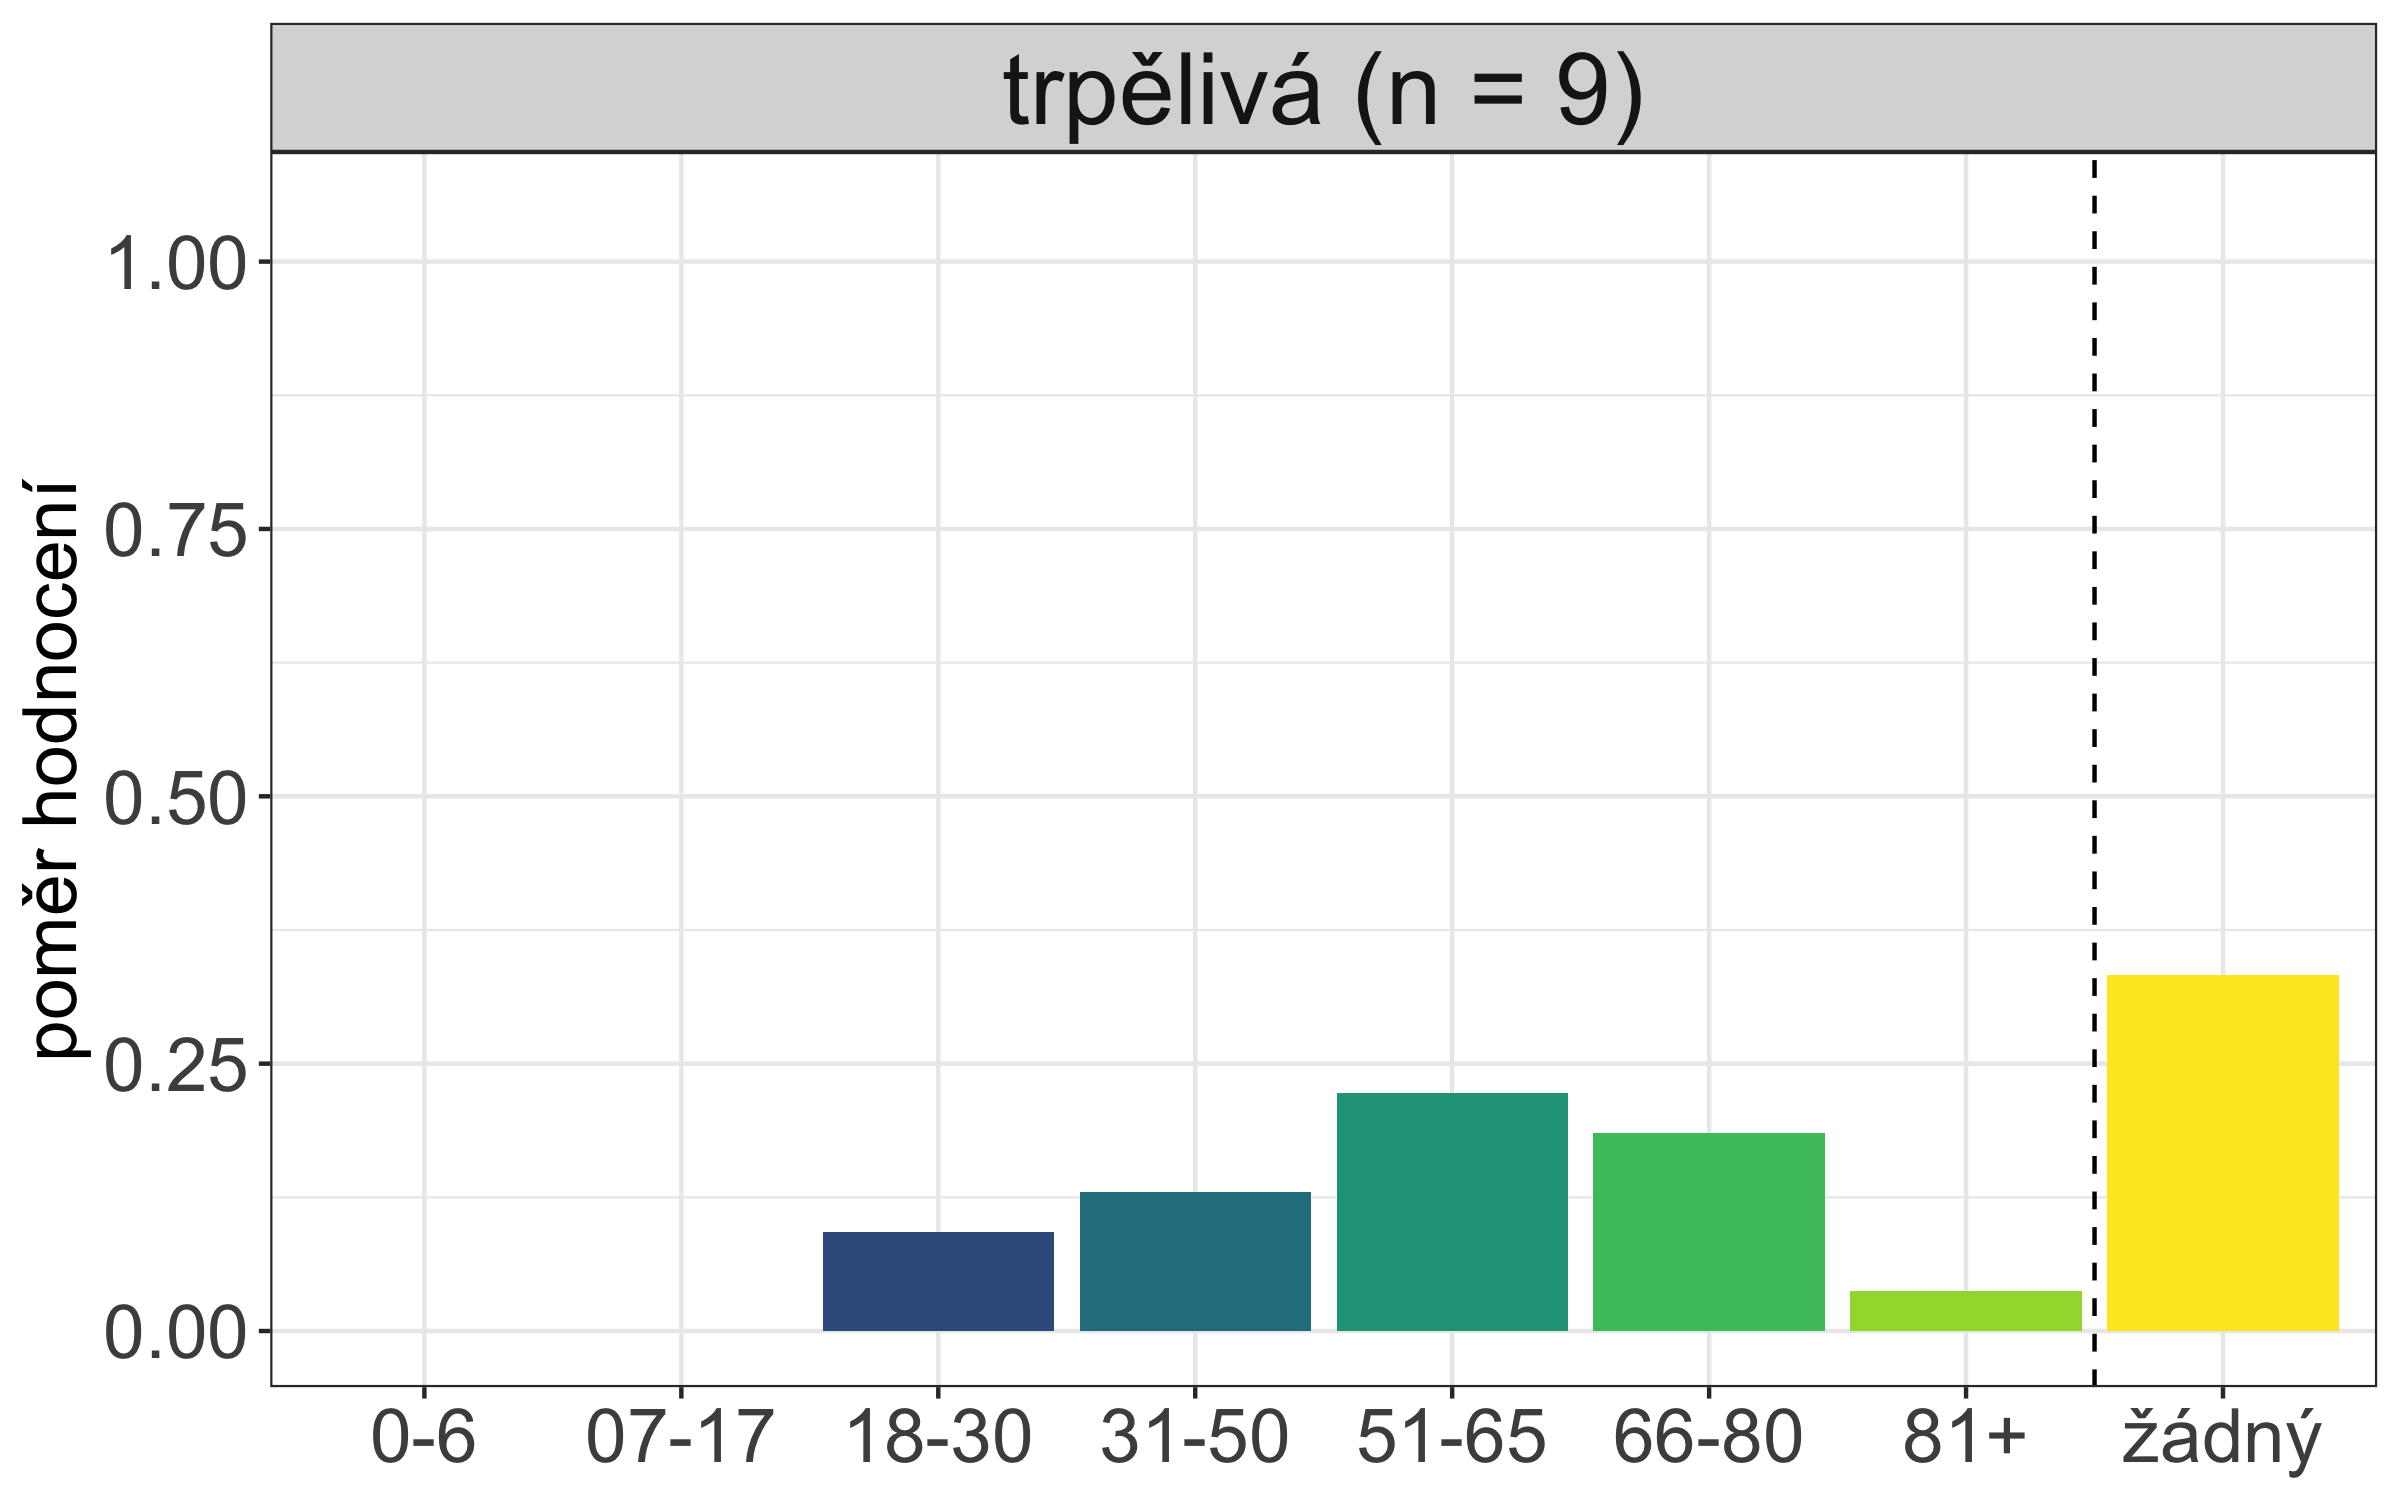 trpělivá (n = 9)
poměr hodnocení
1.00
0.75
0.50
0.25
0.00
0-6 07-17 18-30 31-50 51-65 66-80 81+ žádný